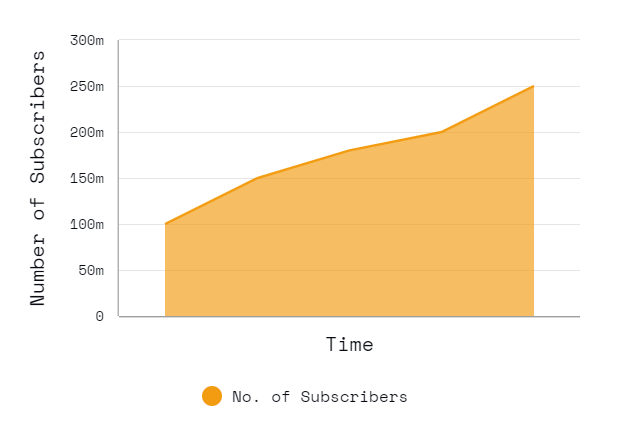 Number of Subscribers
300m
250m
200m
150m
100m
50m
0
Time
No. of Subscribers